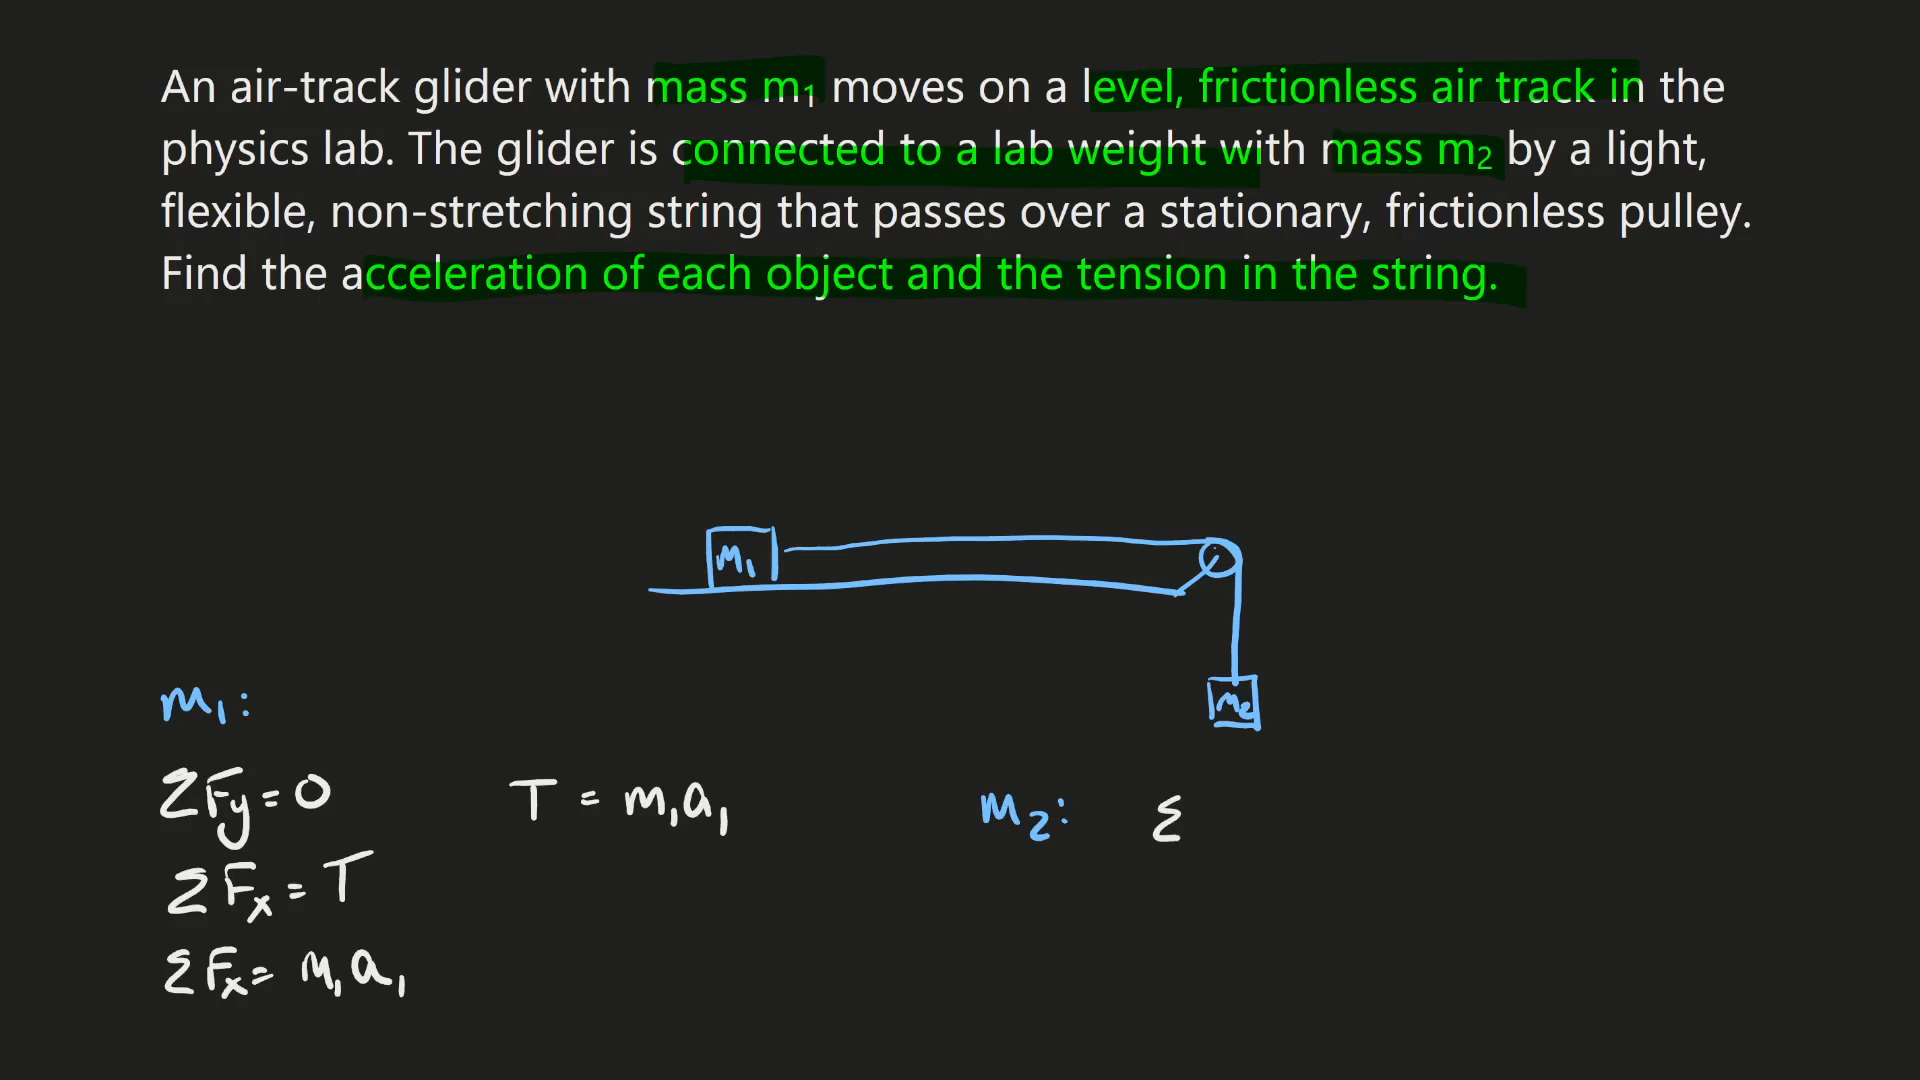 An air-track glider with mass m₁ moves on a level, frictionless air track in the
physics lab. The glider is connected to a lab weight with mass m₂ by a light,
flexible, non-stretching string that passes over a stationary, frictionless pulley.
Find the acceleration of each object and the tension in the string.
m₁
m₂
m₁:
ΣFy = 0
T = m₁a₁
m₂: Σ
ΣFx = T
ΣFx = m₁a₁